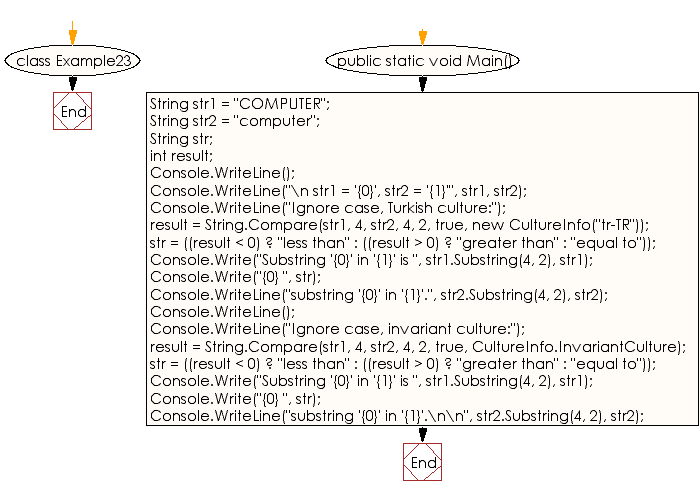 class Example23
End
public static void Main()
String str1 = "COMPUTER";
String str2 = "computer";
String str;
int result;
Console.WriteLine();
Console.WriteLine("\n str1 = '{0}', str2 = '{1}'", str1, str2);
Console.WriteLine("Ignore case, Turkish culture:");
result = String.Compare(str1, 4, str2, 4, 2, true, new CultureInfo("tr-TR"));
str = ((result < 0) ? "less than" : ((result > 0) ? "greater than" : "equal to"));
Console.Write("Substring '{0}' in '{1}' is ", str1.Substring(4, 2), str1);
Console.Write("{0} ", str);
Console.WriteLine("substring '{0}' in '{1}'.", str2.Substring(4, 2), str2);
Console.WriteLine();
Console.WriteLine("Ignore case, invariant culture:");
result = String.Compare(str1, 4, str2, 4, 2, true, CultureInfo.InvariantCulture);
str = ((result < 0) ? "less than" : ((result > 0) ? "greater than" : "equal to"));
Console.Write("Substring '{0}' in '{1}' is ", str1.Substring(4, 2), str1);
Console.Write("{0} ", str);
Console.WriteLine("substring '{0}' in '{1}'.\n\n", str2.Substring(4, 2), str2);
End